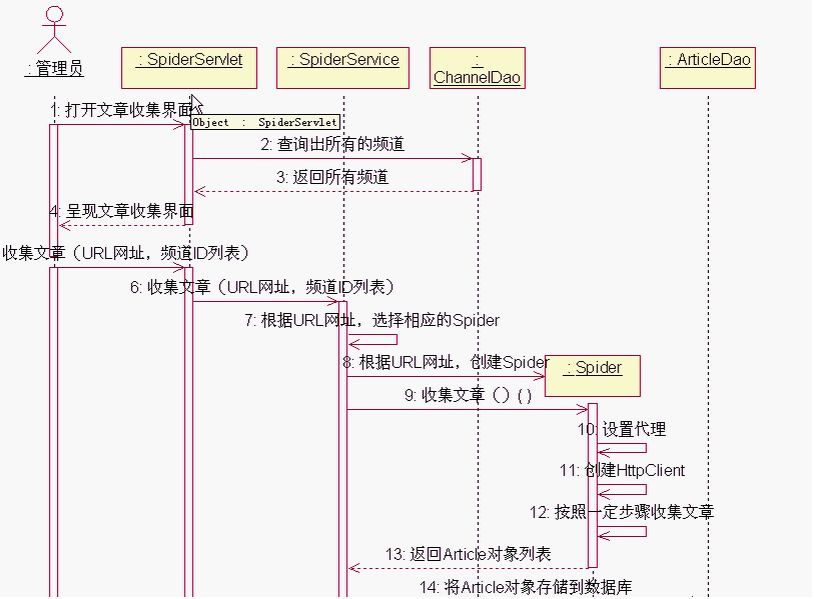 : 管理员
: SpiderServlet
: SpiderService
:
ChannelDao
: ArticleDao
1: 打开文章收集界面
Object : SpiderServlet
2: 查询出所有的频道
3: 返回所有频道
4: 呈现文章收集界面
收集文章（URL网址，频道ID列表）
6: 收集文章（URL网址，频道ID列表）
7: 根据URL网址，选择相应的Spider
8: 根据URL网址，创建Spider
: Spider
9: 收集文章（）( )
10: 设置代理
11: 创建HttpClient
12: 按照一定步骤收集文章
13: 返回Article对象列表
14: 将Article对象存储到数据库